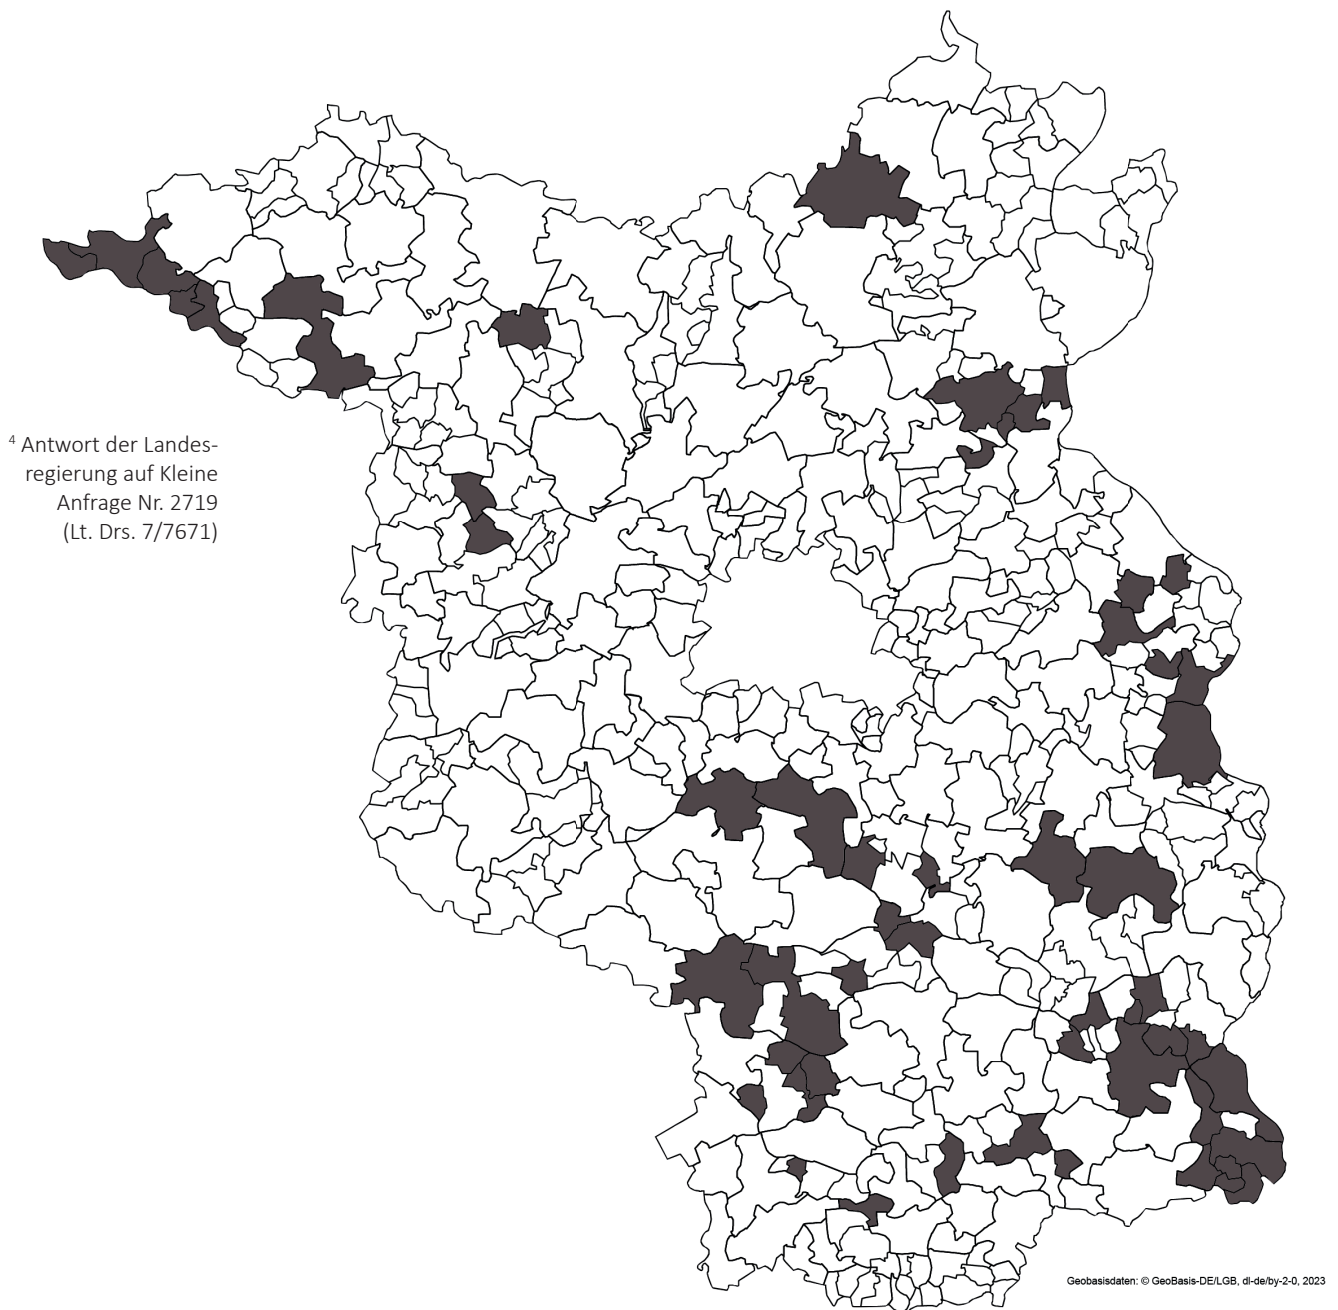 ⁴ Antwort der Landes-
regierung auf Kleine
Anfrage Nr. 2719
(Lt. Drs. 7/7671)
Geobasisdaten: © GeoBasis-DE/LGB, dl-de/by-2-0, 2023